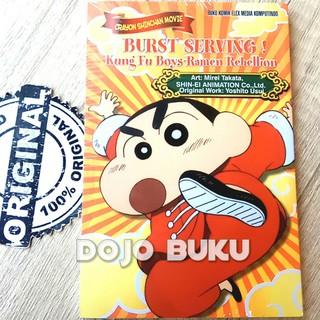 BUKU KOMIK ELEX MEDIA KOMPUTINDO
CRAYON SHINCHAN MOVIE
BURST SERVING !
Kung Fu Boys-Ramen Rebellion
Art: Mirei Takata,
SHIN-EI ANIMATION Co.,Ltd.
Original Work: Yoshito Usui
ORIGINAL
ORIGINAL
100%
ORIGINAL
DOJO BUKU